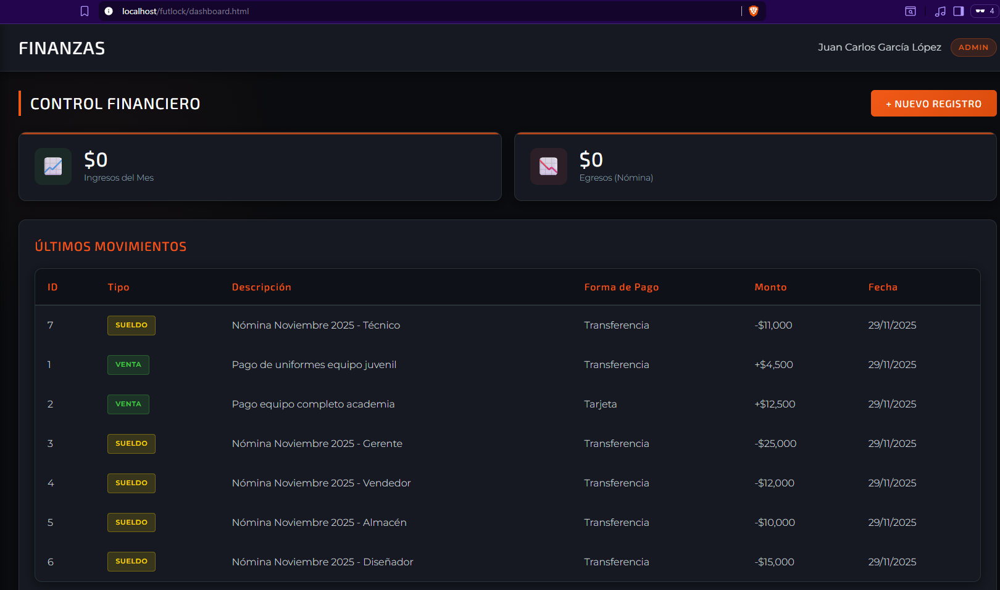 localhost/futlock/dashboard.html
4
FINANZAS
Juan Carlos García López
ADMIN
CONTROL FINANCIERO
+ NUEVO REGISTRO
$0
Ingresos del Mes
$0
Egresos (Nómina)
ÚLTIMOS MOVIMIENTOS
ID Tipo Descripción Forma de Pago Monto Fecha
7 SUELDO Nómina Noviembre 2025 - Técnico Transferencia -$11,000 29/11/2025
1 VENTA Pago de uniformes equipo juvenil Transferencia +$4,500 29/11/2025
2 VENTA Pago equipo completo academia Tarjeta +$12,500 29/11/2025
3 SUELDO Nómina Noviembre 2025 - Gerente Transferencia -$25,000 29/11/2025
4 SUELDO Nómina Noviembre 2025 - Vendedor Transferencia -$12,000 29/11/2025
5 SUELDO Nómina Noviembre 2025 - Almacén Transferencia -$10,000 29/11/2025
6 SUELDO Nómina Noviembre 2025 - Diseñador Transferencia -$15,000 29/11/2025